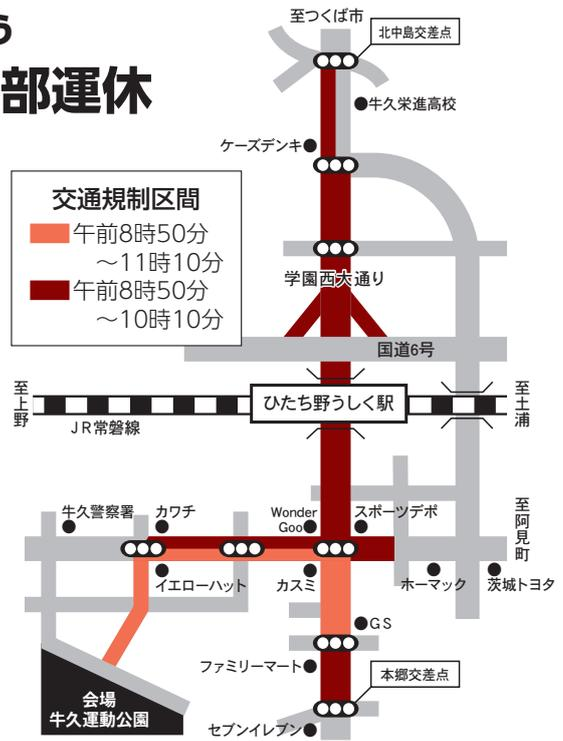 う
部運休
至つくば市
北中島交差点
牛久栄進高校
ケーズデンキ
交通規制区間
午前8時50分
～11時10分
午前8時50分
～10時10分
学園西大通り
国道6号
至上野
ひたち野うしく駅
至土浦
JR常磐線
牛久警察署
カワチ
Wonder
Goo
スポーツデポ
至阿見町
イエローハット
カスミ
ホーマック
茨城トヨタ
GS
ファミリーマート
本郷交差点
会場
牛久運動公園
セブンイレブン